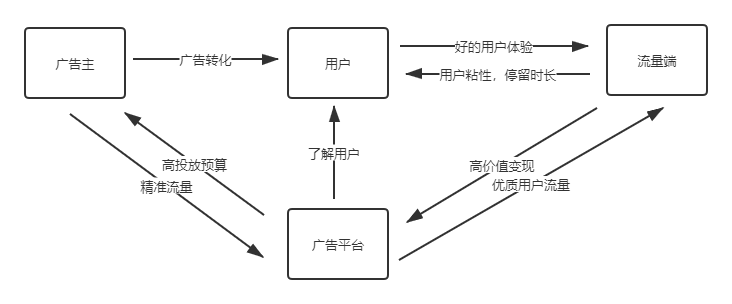 广告主
广告转化
用户
好的用户体验
用户粘性，停留时长
流量端
了解用户
高投放预算
精准流量
高价值变现
优质用户流量
广告平台